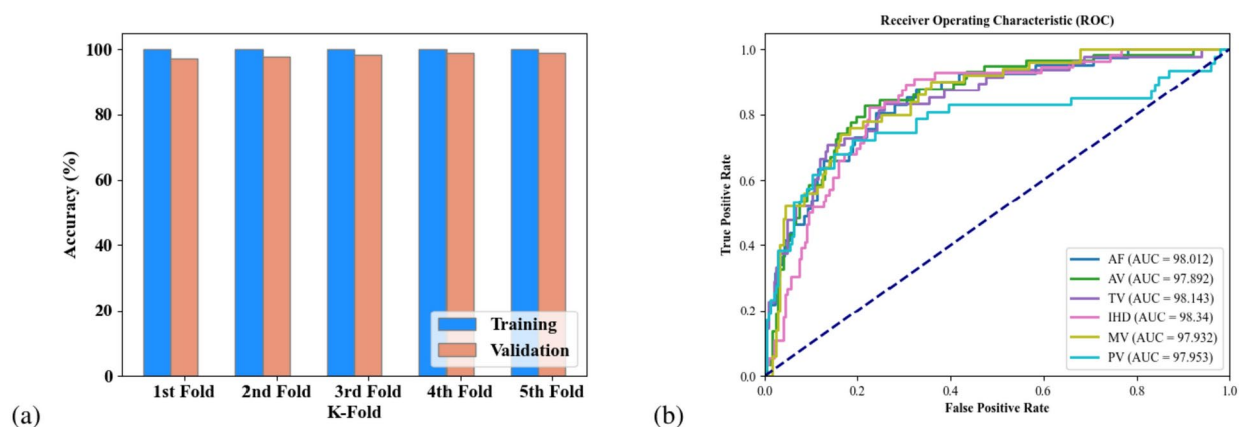 100
80
60
40
20
0
Accuracy (%)
Training
Validation
1st Fold 2nd Fold 3rd Fold 4th Fold 5th Fold
K-Fold
(a)
Receiver Operating Characteristic (ROC)
1.0
0.8
0.6
0.4
0.2
0.0
True Positive Rate
AF (AUC = 98.012)
AV (AUC = 97.892)
TV (AUC = 98.143)
IHD (AUC = 98.34)
MV (AUC = 97.932)
PV (AUC = 97.953)
0.0 0.2 0.4 0.6 0.8 1.0
False Positive Rate
(b)